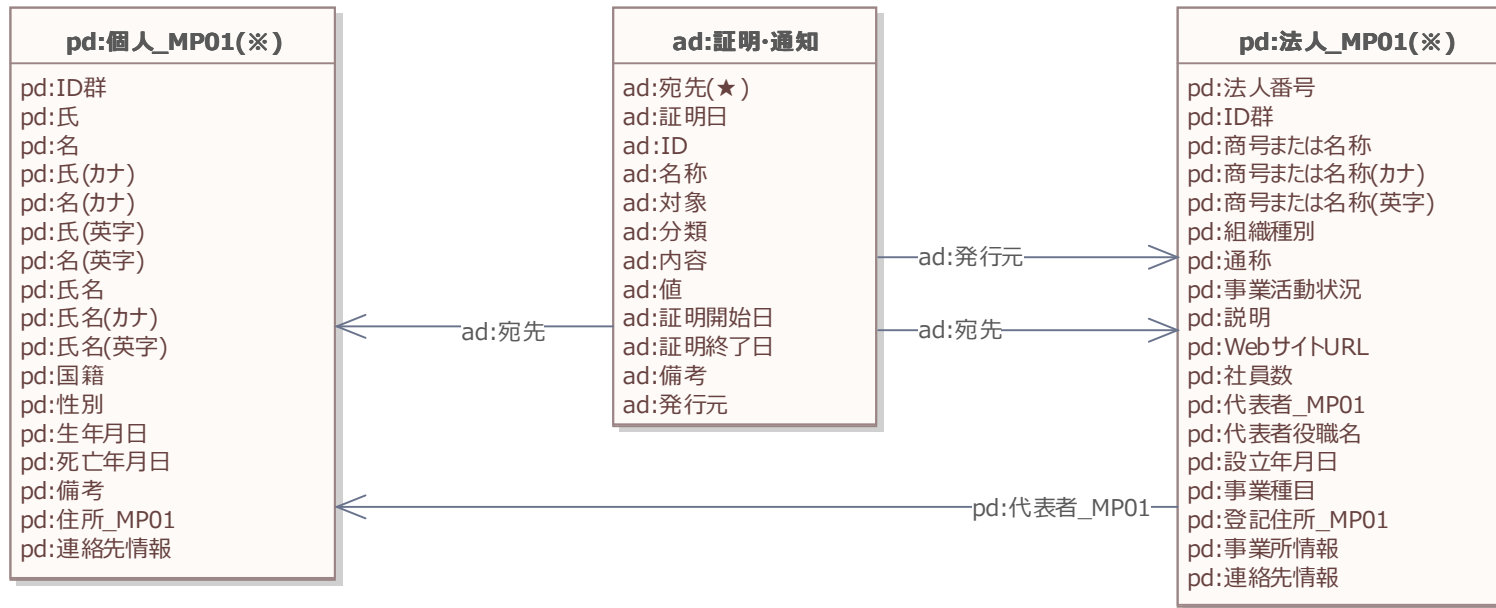 pd:個人_MP01(※)
pd:ID群
pd:氏
pd:名
pd:氏(カナ)
pd:名(カナ)
pd:氏(英字)
pd:名(英字)
pd:氏名
pd:氏名(カナ)
pd:氏名(英字)
pd:国籍
pd:性別
pd:生年月日
pd:死亡年月日
pd:備考
pd:住所_MP01
pd:連絡先情報
ad:証明・通知
ad:宛先(★)
ad:証明日
ad:ID
ad:名称
ad:対象
ad:分類
ad:内容
ad:値
ad:証明開始日
ad:証明終了日
ad:備考
ad:発行元
ad:発行元
ad:宛先
ad:宛先
pd:代表者_MP01
pd:法人_MP01(※)
pd:法人番号
pd:ID群
pd:商号または名称
pd:商号または名称(カナ)
pd:商号または名称(英字)
pd:組織種別
pd:通称
pd:事業活動状況
pd:説明
pd:WebサイトURL
pd:社員数
pd:代表者_MP01
pd:代表者役職名
pd:設立年月日
pd:事業種目
pd:登記住所_MP01
pd:事業所情報
pd:連絡先情報